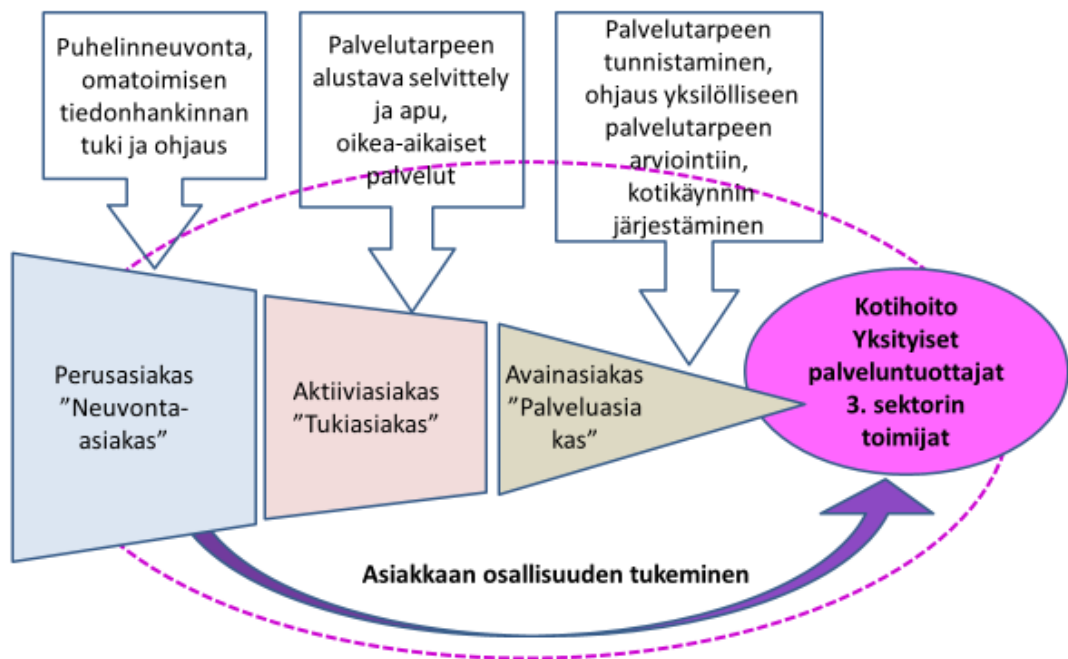 Puhelinneuvonta,
omatoimisen
tiedonhankinnan
tuki ja ohjaus
Palvelutarpeen
alustava selvittely
ja apu,
oikea-aikaiset
palvelut
Palvelutarpeen
tunnistaminen,
ohjaus yksilölliseen
palvelutarpeen
arviointiin,
kotikäynnin
järjestäminen
Perusasiakas
”Neuvonta-
asiakas”
Aktiiviasiakas
”Tukiasiakas”
Avainasiakas
”Palveluasia
kas”
Kotihoito
Yksityiset
palveluntuottajat
3. sektorin
toimijat
Asiakkaan osallisuuden tukeminen